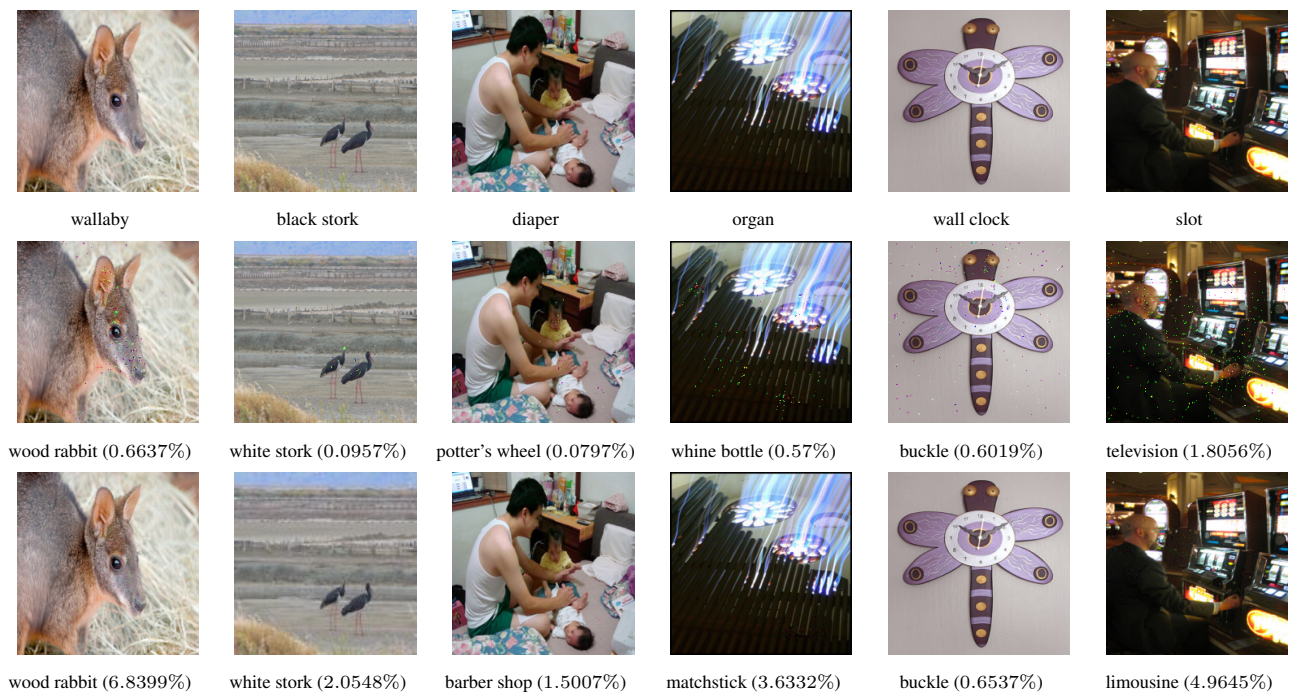 wallaby black stork diaper organ wall clock slot
wood rabbit (0.6637%) white stork (0.0957%) potter's wheel (0.0797%) whine bottle (0.57%) buckle (0.6019%) television (1.8056%)
wood rabbit (6.8399%) white stork (2.0548%) barber shop (1.5007%) matchstick (3.6332%) buckle (0.6537%) limousine (4.9645%)